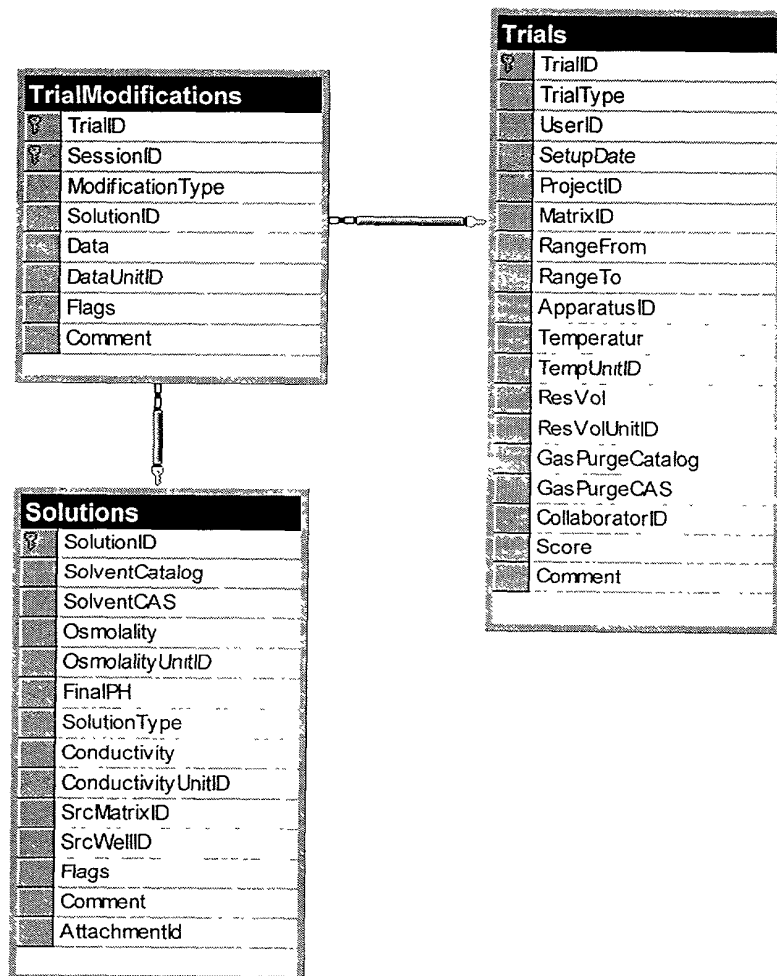 TrialModifications
TrialID
SessionID
ModificationType
SolutionID
Data
DataUnitID
Flags
Comment
Trials
TrialID
TrialType
UserID
SetupDate
ProjectID
MatrixID
RangeFrom
RangeTo
ApparatusID
Temperatur
TempUnitID
ResVol
ResVolUnitID
GasPurgeCatalog
GasPurgeCAS
CollaboratorID
Score
Comment
Solutions
SolutionID
SolventCatalog
SolventCAS
Osmolality
OsmolalityUnitID
FinalPH
SolutionType
Conductivity
ConductivityUnitID
SrcMatrixID
SrcWellID
Flags
Comment
AttachmentId